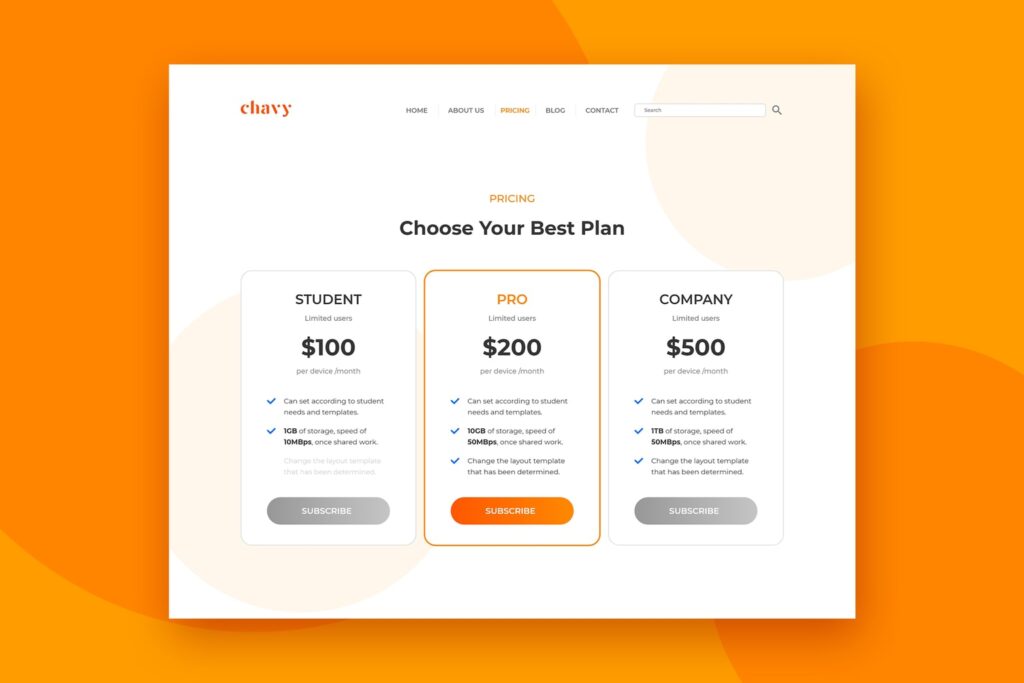 chavy
HOME
ABOUT US
PRICING
BLOG
CONTACT
Search
PRICING
Choose Your Best Plan
STUDENT
Limited users
$100
per device /month
Can set according to student
needs and templates.
1GB of storage, speed of
10MBps, once shared work.
Change the layout template
that has been determined.
SUBSCRIBE
PRO
Limited users
$200
per device /month
Can set according to student
needs and templates.
10GB of storage, speed of
50MBps, once shared work.
Change the layout template
that has been determined.
SUBSCRIBE
COMPANY
Limited users
$500
per device /month
Can set according to student
needs and templates.
1TB of storage, speed of
50MBps, once shared work.
Change the layout template
that has been determined.
SUBSCRIBE